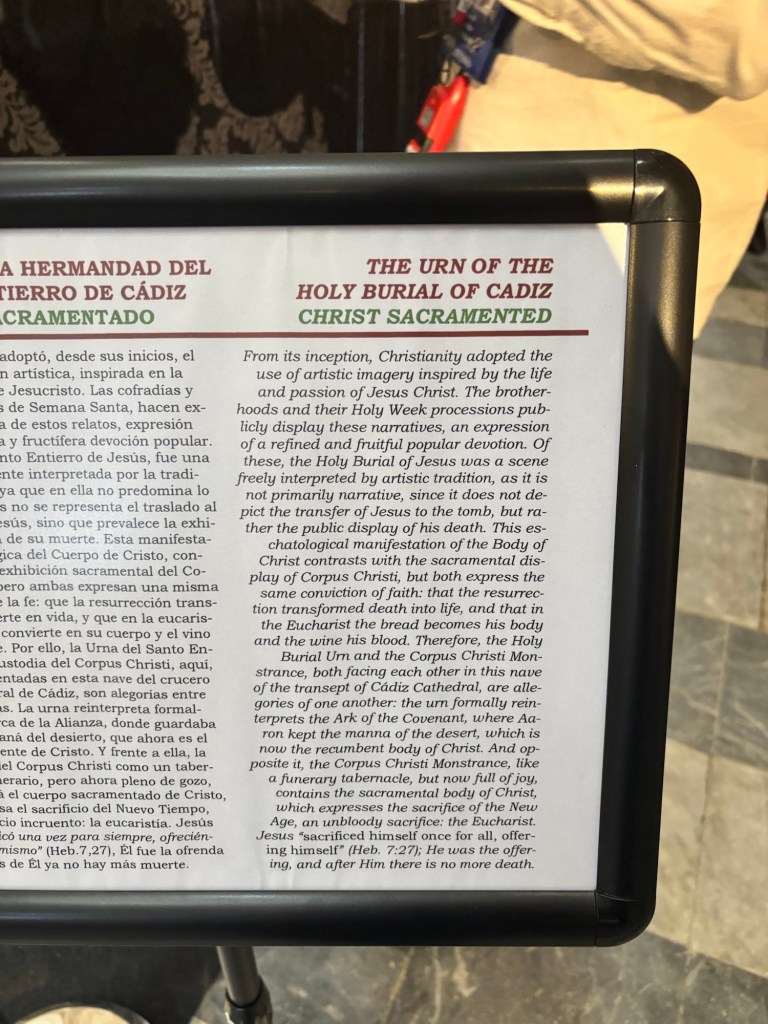 A HERMANDAD DEL
TIERRO DE CÁDIZ
ACRAMENTADO
adoptó, desde sus inicios, el
n artística, inspirada en la
e Jesucristo. Las cofradías y
s de Semana Santa, hacen ex-
a de estos relatos, expresión
a y fructífera devoción popular.
nto Entierro de Jesús, fue una
ente interpretada por la tradi-
ya que en ella no predomina lo
s no se representa el traslado al
esús, sino que prevalece la exhi-
a de su muerte. Esta manifesta-
gica del Cuerpo de Cristo, con-
exhibición sacramental del Co-
pero ambas expresan una misma
e la fe: que la resurrección trans-
erte en vida, y que en la eucaris-
convierte en su cuerpo y el vino
e. Por ello, la Urna del Santo En-
ustodia del Corpus Christi, aquí,
entadas en esta nave del crucero
ral de Cádiz, son alegorías entre
as. La urna reinterpreta formal-
rca de la Alianza, donde guardaba
aná del desierto, que ahora es el
ente de Cristo. Y frente a ella, la
el Corpus Christi como un taber-
nerario, pero ahora pleno de gozo,
á el cuerpo sacramentado de Cristo,
sa el sacrificio del Nuevo Tiempo,
cio incruento: la eucaristía. Jesús
icó una vez para siempre, ofrecién-
mismo" (Heb.7,27), Él fue la ofrenda
s de Él ya no hay más muerte.
THE URN OF THE
HOLY BURIAL OF CADIZ
CHRIST SACRAMENTED
From its inception, Christianity adopted the
use of artistic imagery inspired by the life
and passion of Jesus Christ. The brother-
hoods and their Holy Week processions pub-
licly display these narratives, an expression
of a refined and fruitful popular devotion. Of
these, the Holy Burial of Jesus was a scene
freely interpreted by artistic tradition, as it is
not primarily narrative, since it does not de-
pict the transfer of Jesus to the tomb, but ra-
ther the public display of his death. This es-
chatological manifestation of the Body of
Christ contrasts with the sacramental dis-
play of Corpus Christi, but both express the
same conviction of faith: that the resurrec-
tion transformed death into life, and that in
the Eucharist the bread becomes his body
and the wine his blood. Therefore, the Holy
Burial Urn and the Corpus Christi Mon-
strance, both facing each other in this nave
of the transept of Cádiz Cathedral, are alle-
gories of one another: the urn formally rein-
terprets the Ark of the Covenant, where Aa-
ron kept the manna of the desert, which is
now the recumbent body of Christ. And op-
posite it, the Corpus Christi Monstrance, like
a funerary tabernacle, but now full of joy,
contains the sacramental body of Christ,
which expresses the sacrifice of the New
Age, an unbloody sacrifice: the Eucharist.
Jesus "sacrificed himself once for all, offer-
ing himself" (Heb. 7:27); He was the offer-
ing, and after Him there is no more death.